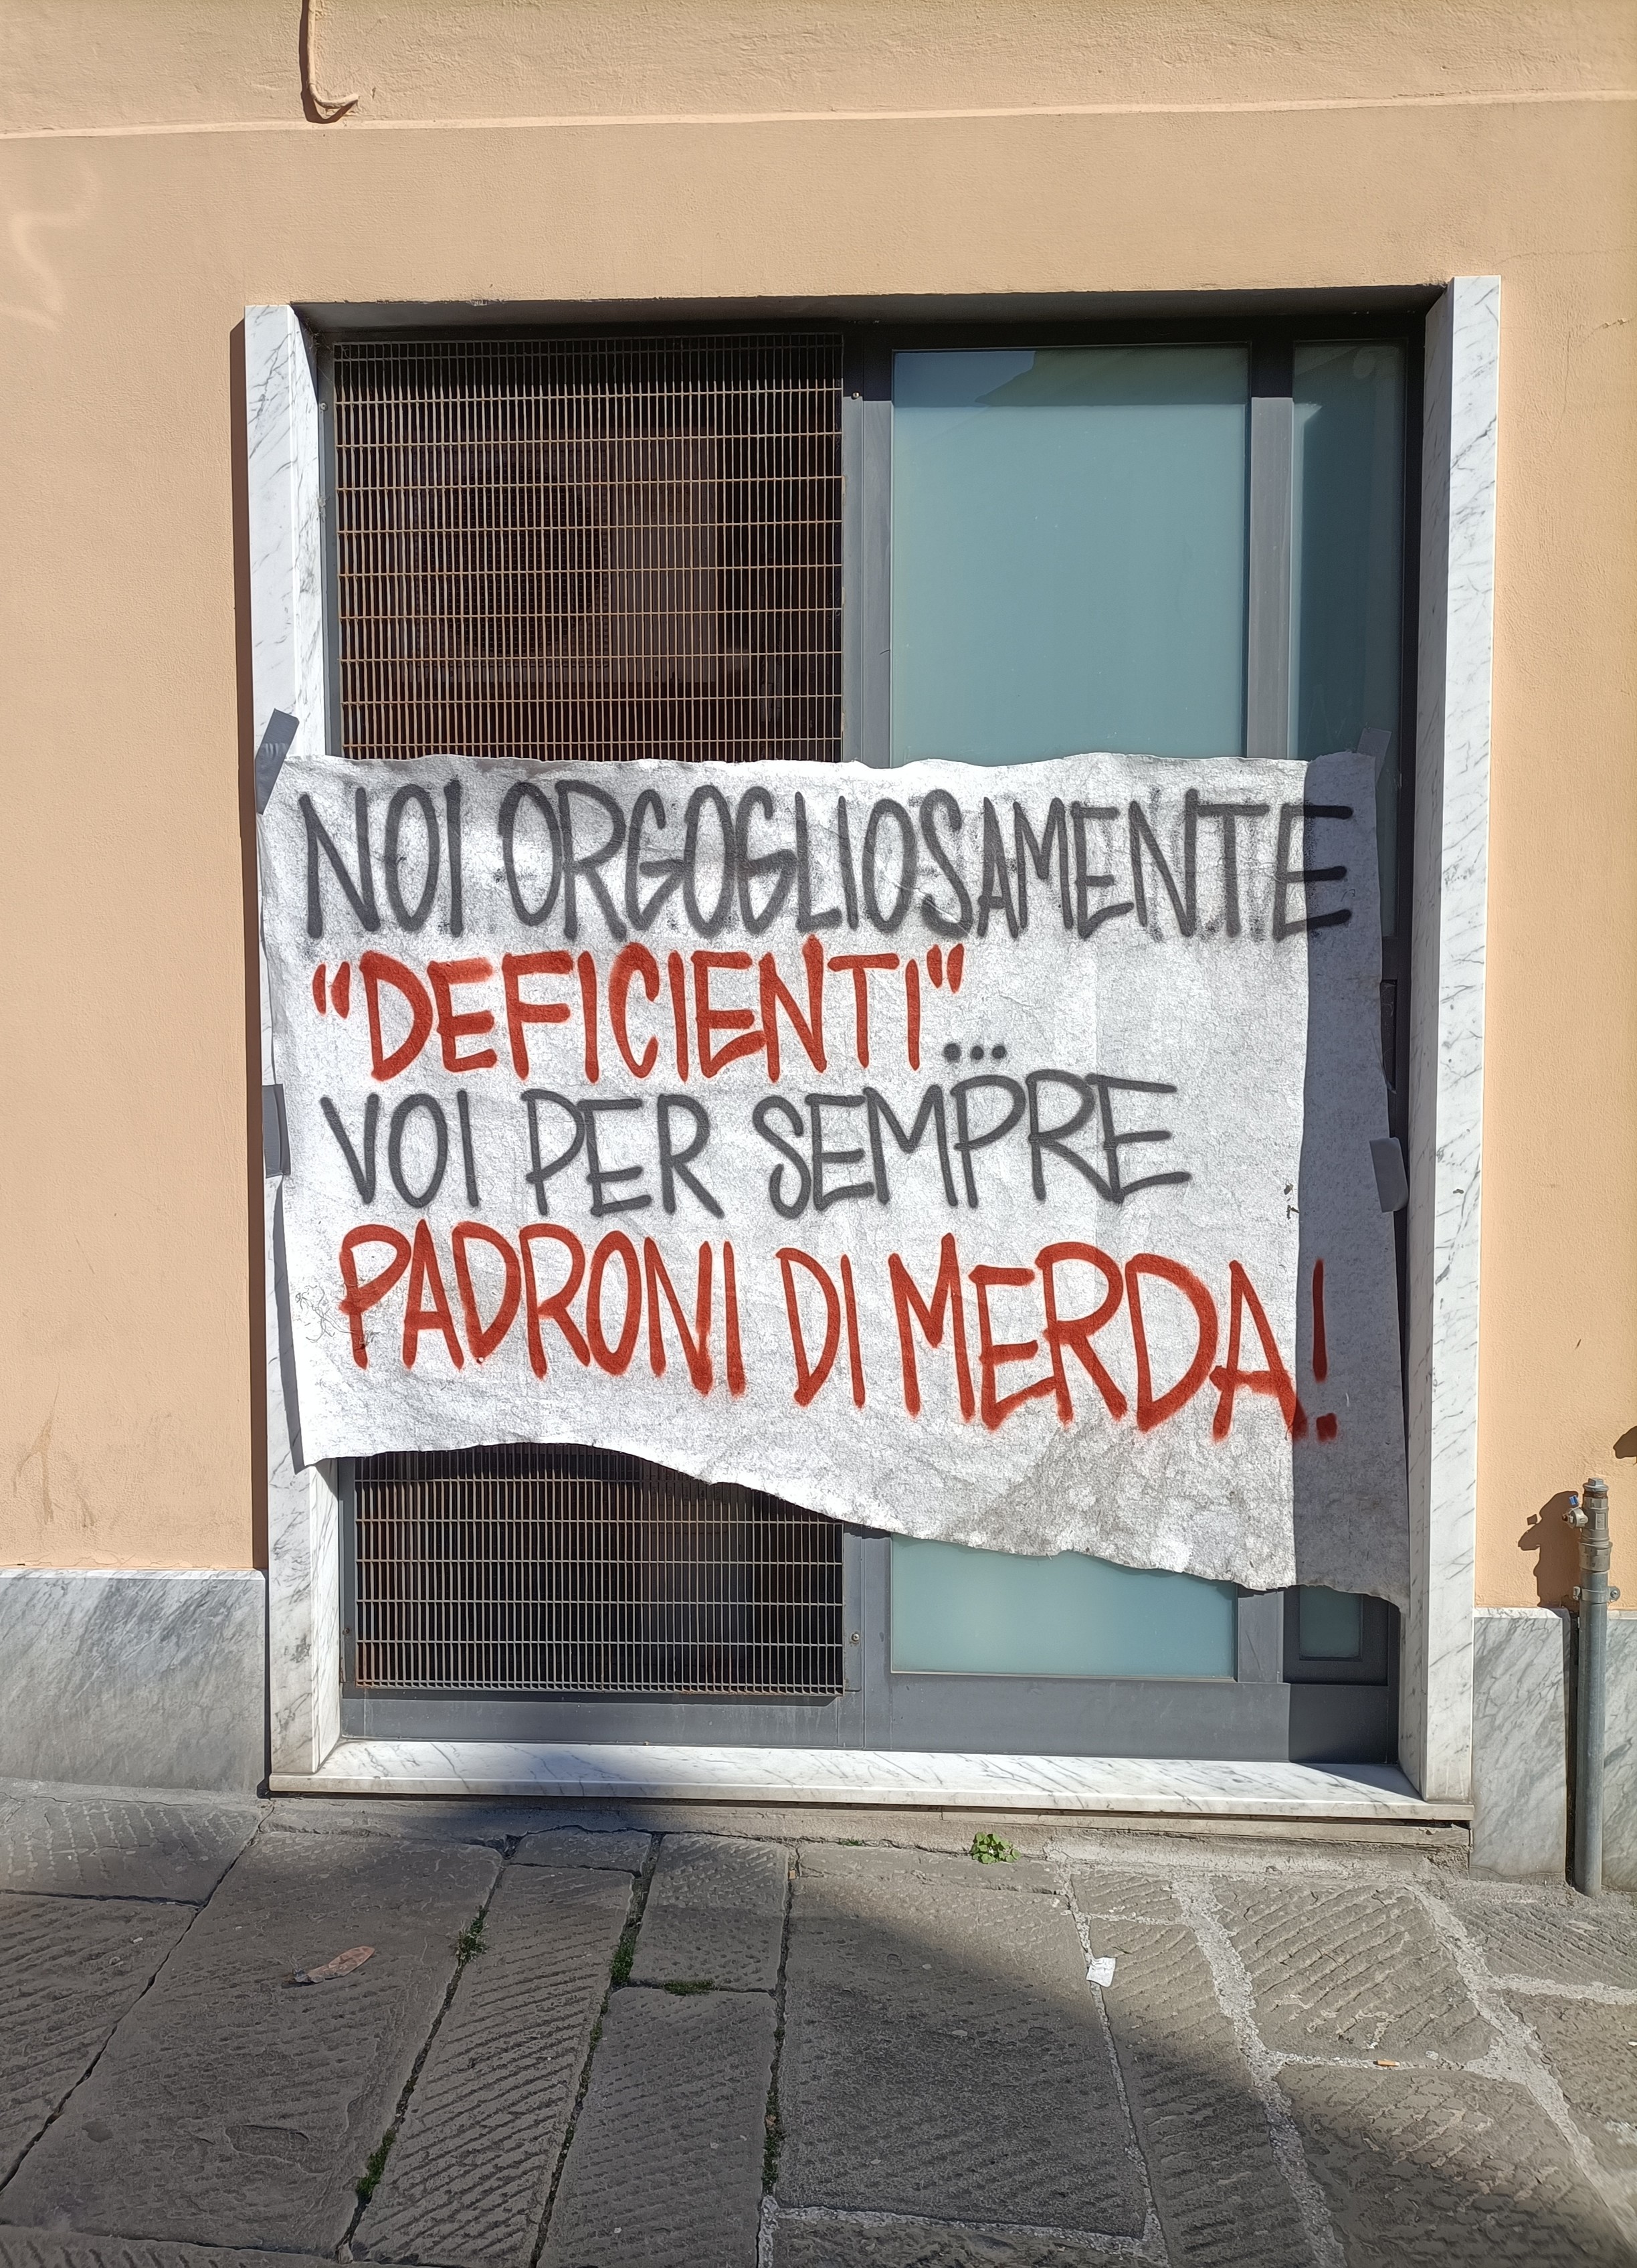 NOI ORGOGLIOSAMENTE
"DEFICIENTI"...
VOI PER SEMPRE
PADRONI DI MERDA!